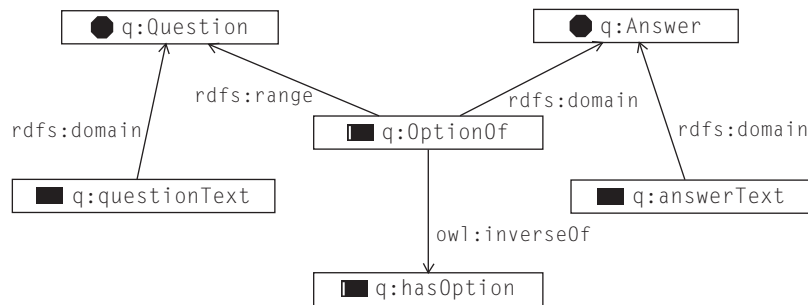 q:Question
q:Answer
rdfs:range
rdfs:domain
rdfs:domain
q:OptionOf
rdfs:domain
q:questionText
q:answerText
owl:inverseOf
q:hasOption